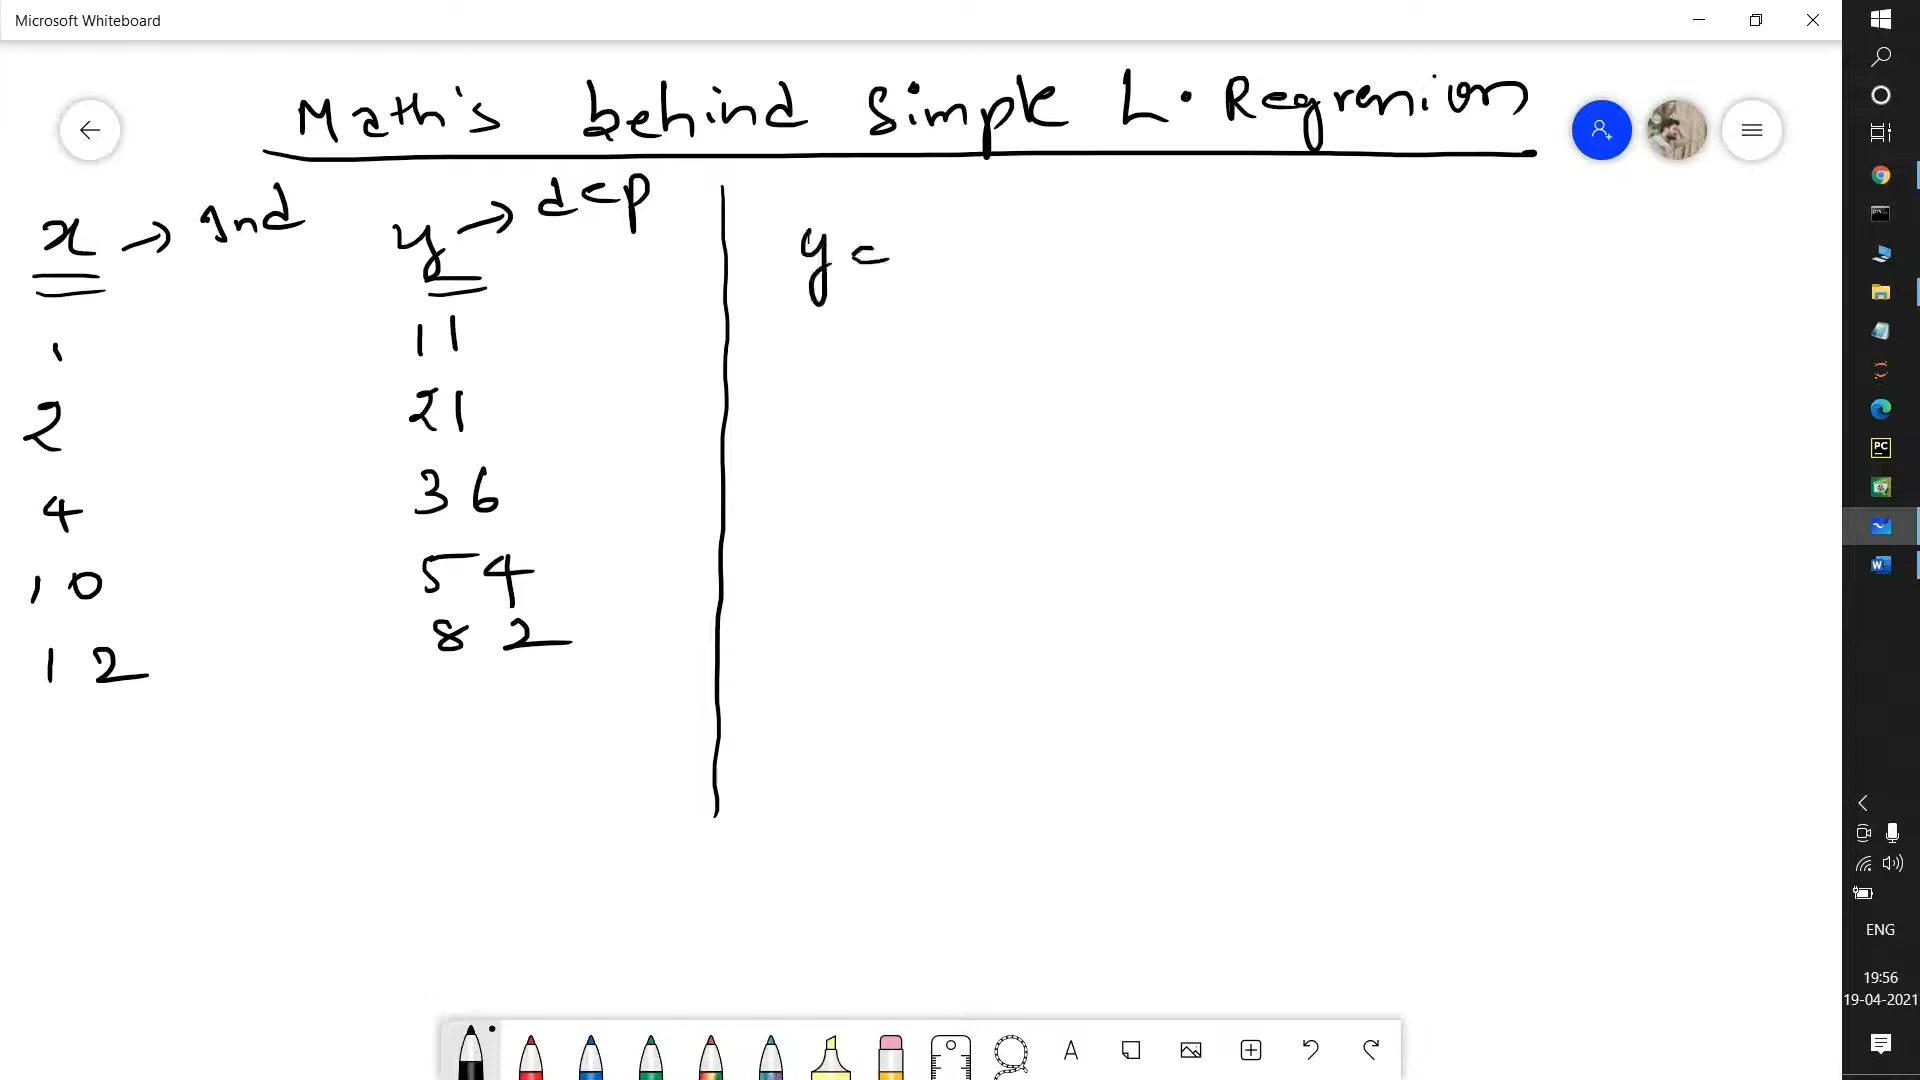 Microsoft Whiteboard
Math's behind Simple L. Regression
x → Ind y → dep
y =
1 11
2 21
4 36
10 54
12 82
ENG
19:56
19-04-2021